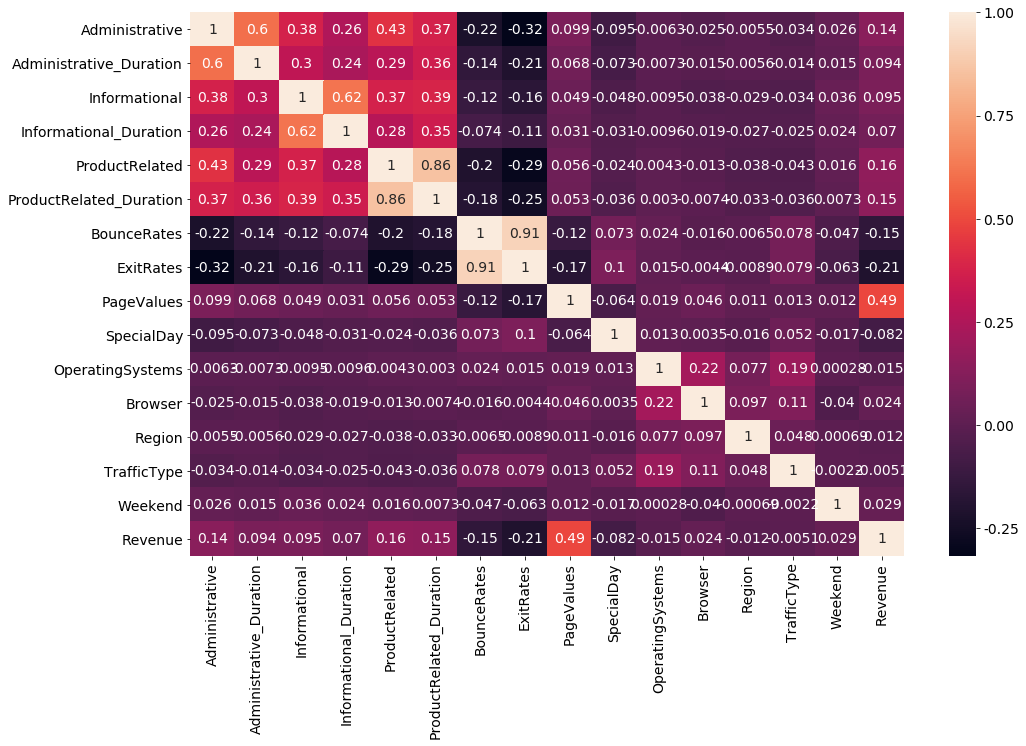 Administrative 1 0.6 0.38 0.26 0.43 0.37 -0.22 -0.32 0.099 -0.095 -0.0063 -0.025 -0.0055 -0.034 0.026 0.14
Administrative_Duration 0.6 1 0.3 0.24 0.29 0.36 -0.14 -0.21 0.068 -0.073 -0.0073 -0.015 -0.0056 -0.014 0.015 0.094
Informational 0.38 0.3 1 0.62 0.37 0.39 -0.12 -0.16 0.049 -0.048 -0.0095 -0.038 -0.029 -0.034 0.036 0.095
Informational_Duration 0.26 0.24 0.62 1 0.28 0.35 -0.074 -0.11 0.031 -0.031 -0.0096 -0.019 -0.027 -0.025 0.024 0.07
ProductRelated 0.43 0.29 0.37 0.28 1 0.86 -0.2 -0.29 0.056 -0.024 0.0043 -0.013 -0.038 -0.043 0.016 0.16
ProductRelated_Duration 0.37 0.36 0.39 0.35 0.86 1 -0.18 -0.25 0.053 -0.036 0.003 -0.0074 -0.033 -0.036 0.0073 0.15
BounceRates -0.22 -0.14 -0.12 -0.074 -0.2 -0.18 1 0.91 -0.12 0.073 0.024 -0.016 -0.0065 0.078 -0.047 -0.15
ExitRates -0.32 -0.21 -0.16 -0.11 -0.29 -0.25 0.91 1 -0.17 0.1 0.015 -0.0044 -0.0089 0.079 -0.063 -0.21
PageValues 0.099 0.068 0.049 0.031 0.056 0.053 -0.12 -0.17 1 -0.064 0.019 0.046 0.011 0.013 0.012 0.49
SpecialDay -0.095 -0.073 -0.048 -0.031 -0.024 -0.036 0.073 0.1 -0.064 1 0.013 0.0035 -0.016 0.052 -0.017 -0.082
OperatingSystems -0.0063 -0.0073 -0.0095 -0.0096 0.0043 0.003 0.024 0.015 0.019 0.013 1 0.22 0.077 0.19 0.00028 -0.015
Browser -0.025 -0.015 -0.038 -0.019 -0.013 -0.0074 -0.016 -0.0044 0.046 0.0035 0.22 1 0.097 0.11 -0.04 0.024
Region -0.0055 -0.0056 -0.029 -0.027 -0.038 -0.033 -0.0065 -0.0089 0.011 -0.016 0.077 0.097 1 0.048 -0.00069 -0.012
TrafficType -0.034 -0.014 -0.034 -0.025 -0.043 -0.036 0.078 0.079 0.013 0.052 0.19 0.11 0.048 1 -0.0022 -0.0051
Weekend 0.026 0.015 0.036 0.024 0.016 0.0073 -0.047 -0.063 0.012 -0.017 0.00028 -0.04 -0.00069 -0.0022 1 0.029
Revenue 0.14 0.094 0.095 0.07 0.16 0.15 -0.15 -0.21 0.49 -0.082 -0.015 0.024 -0.012 -0.0051 0.029 1
Administrative
Administrative_Duration
Informational
Informational_Duration
ProductRelated
ProductRelated_Duration
BounceRates
ExitRates
PageValues
SpecialDay
OperatingSystems
Browser
Region
TrafficType
Weekend
Revenue
1.00
0.75
0.50
0.25
0.00
-0.25